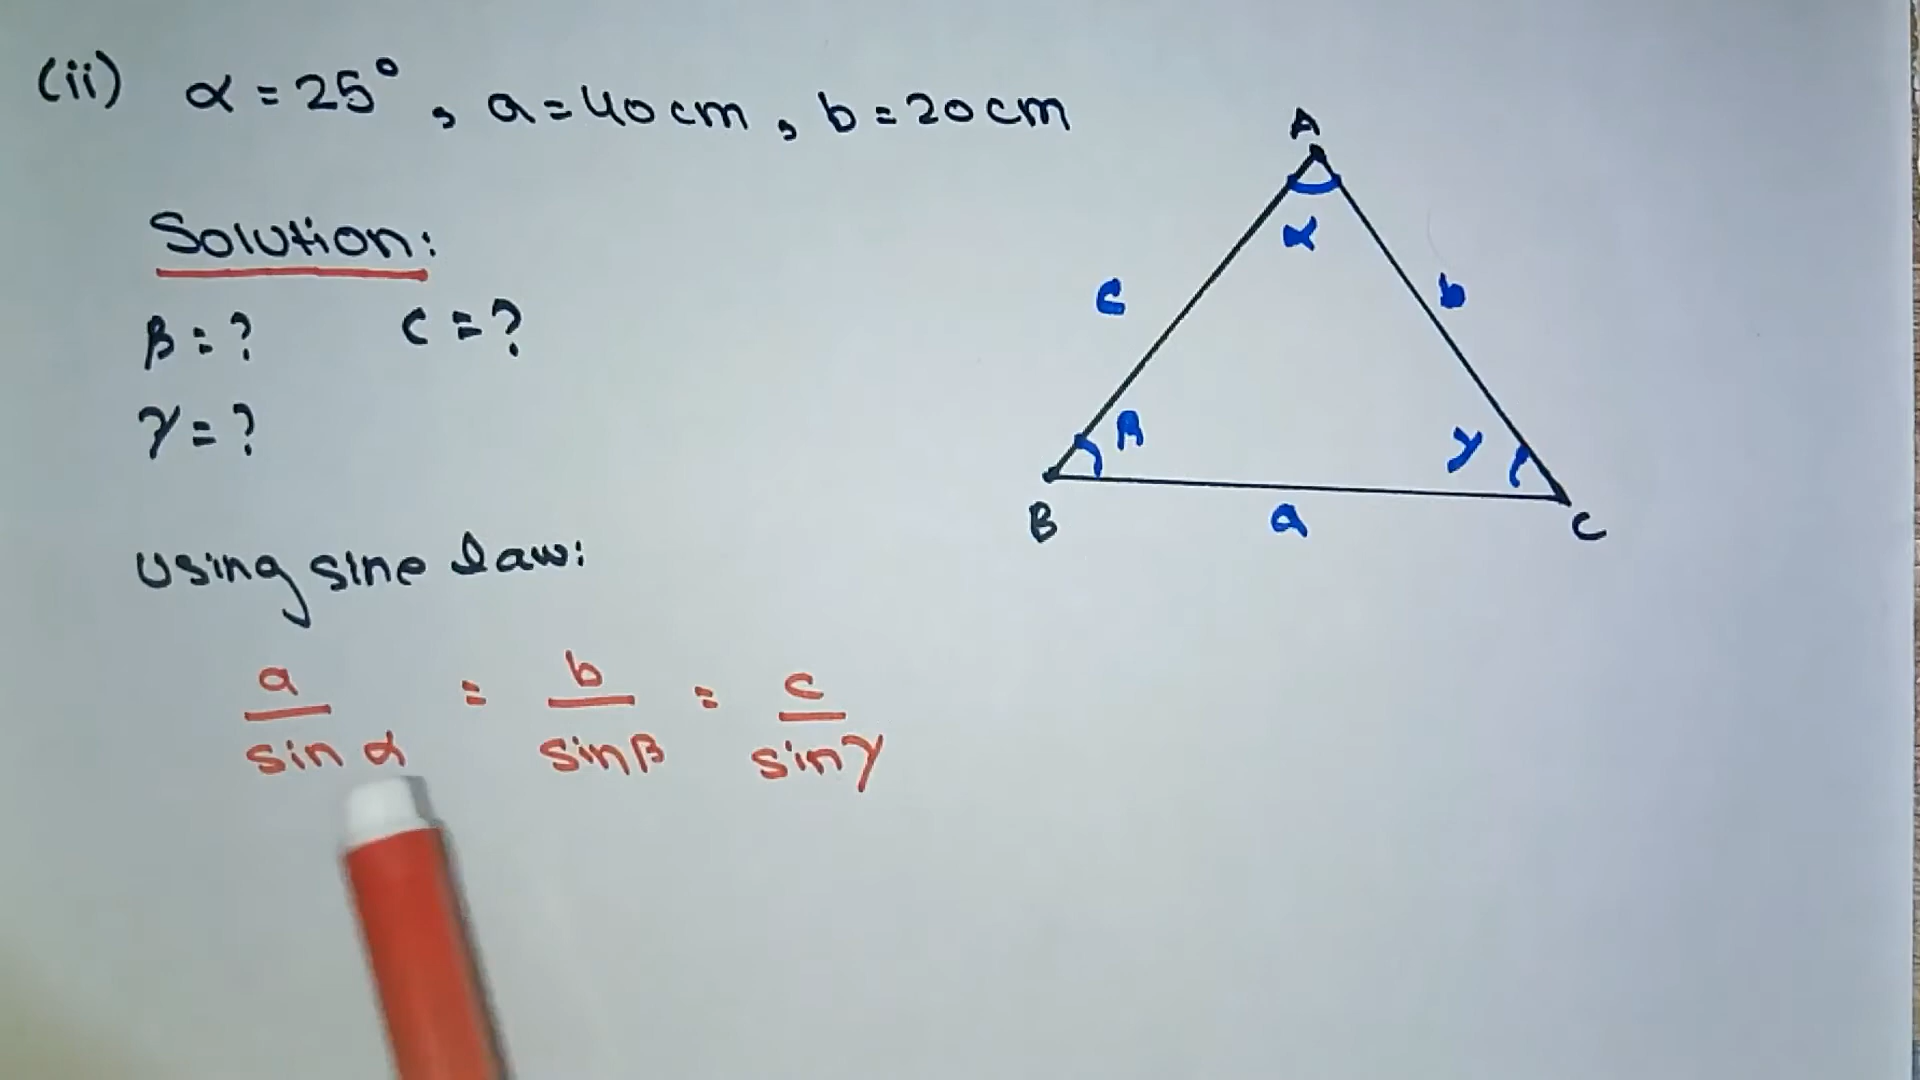 (ii) α = 25°, a = 40 cm, b = 20 cm
Solution:
β = ? c = ?
γ = ?
using sine law:
a = b = c
sin α sin β sin γ
A
α
c b
β γ
B a C